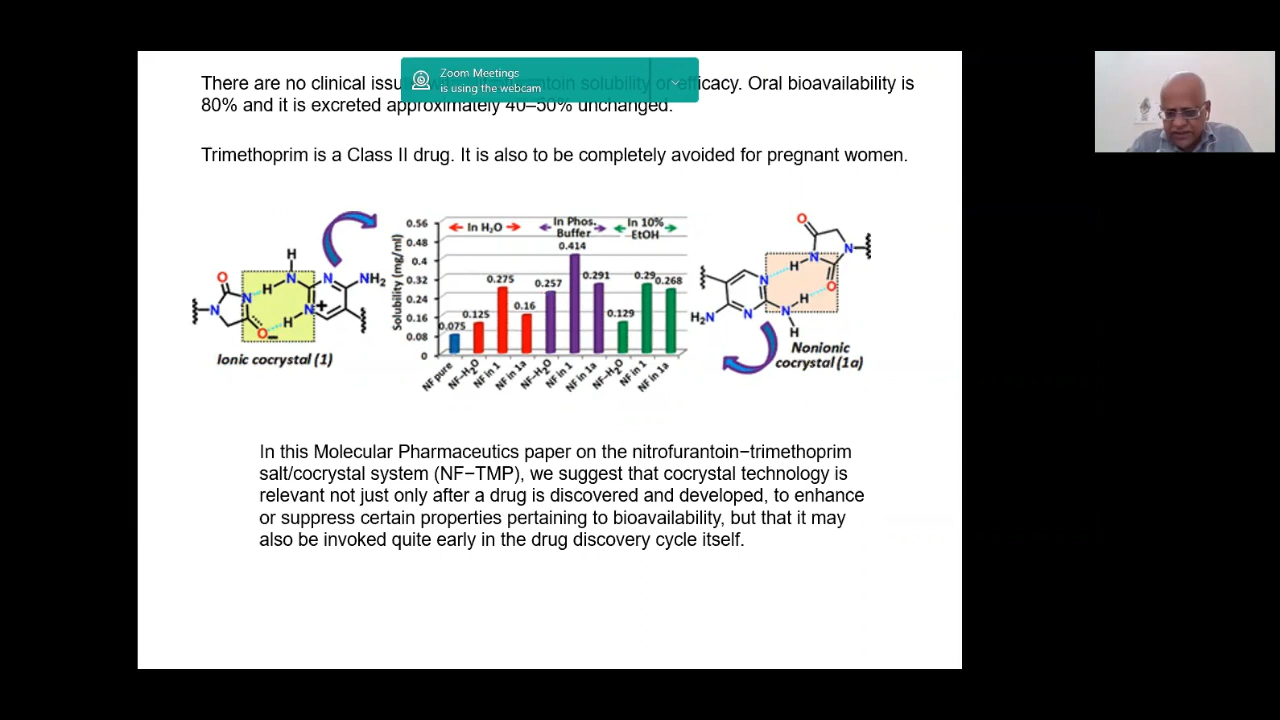 There are no clinical issu toin solubility or efficacy. Oral bioavailability is
80% and it is excreted approximately 40–50% unchanged.
Zoom Meetings
is using the webcam
Trimethoprim is a Class II drug. It is also to be completely avoided for pregnant women.
O
N
O
H
H
N
H
N
N
+
NH2
Ionic cocrystal (1)
Solubility (mg/ml)
0.56
0.48
0.4
0.32
0.24
0.16
0.08
0
In H2O
In Phos.
Buffer
In 10%
EtOH
0.075
0.125
0.275
0.16
0.257
0.414
0.291
0.129
0.29
0.268
NF pure
NF–H2O
NF in 1
NF in 1a
NF–H2O
NF in 1
NF in 1a
NF–H2O
NF in 1
NF in 1a
O
N
N
H
O
N
H
N
H
N
H2N
Nonionic
cocrystal (1a)
In this Molecular Pharmaceutics paper on the nitrofurantoin−trimethoprim
salt/cocrystal system (NF−TMP), we suggest that cocrystal technology is
relevant not just only after a drug is discovered and developed, to enhance
or suppress certain properties pertaining to bioavailability, but that it may
also be invoked quite early in the drug discovery cycle itself.